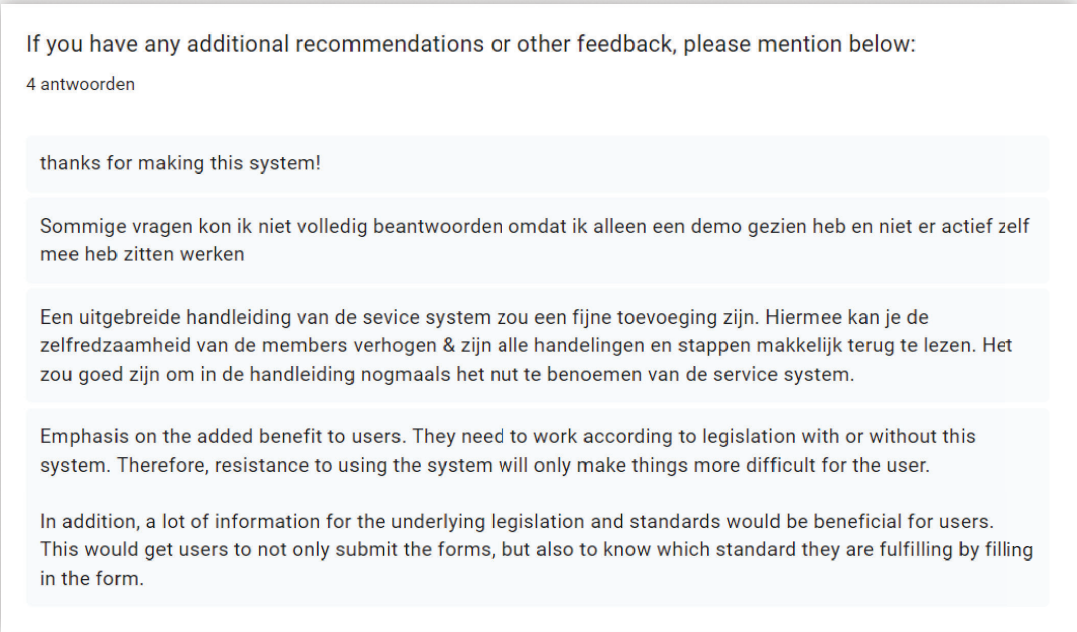 If you have any additional recommendations or other feedback, please mention below:
4 antwoorden
thanks for making this system!
Sommige vragen kon ik niet volledig beantwoorden omdat ik alleen een demo gezien heb en niet er actief zelf
mee heb zitten werken
Een uitgebreide handleiding van de sevice system zou een fijne toevoeging zijn. Hiermee kan je de
zelfredzaamheid van de members verhogen & zijn alle handelingen en stappen makkelijk terug te lezen. Het
zou goed zijn om in de handleiding nogmaals het nut te benoemen van de service system.
Emphasis on the added benefit to users. They need to work according to legislation with or without this
system. Therefore, resistance to using the system will only make things more difficult for the user.
In addition, a lot of information for the underlying legislation and standards would be beneficial for users.
This would get users to not only submit the forms, but also to know which standard they are fulfilling by filling
in the form.